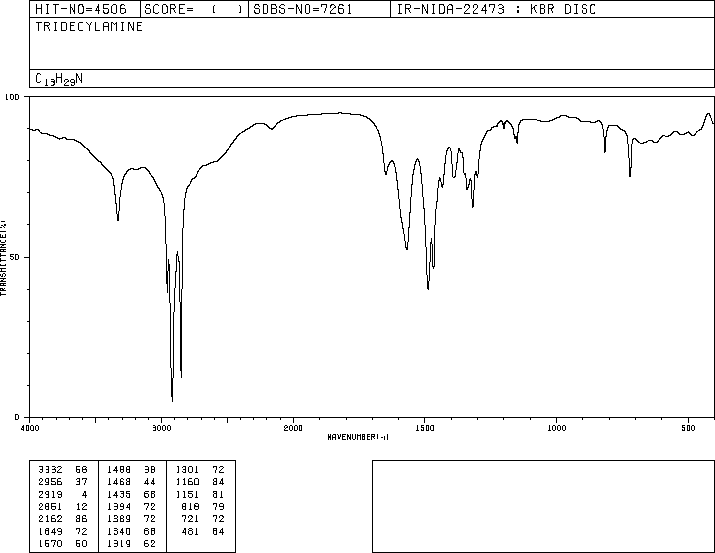 HIT-NO=4506 SCORE= ( ) SDBS-NO=7261 IR-NIDA-22473 : KBR DISC
TRIDECYLAMINE
C13H29N
100
50
0
TRANSMITTANCE(%)
4000 3000 2000 1500 1000 500
WAVENUMBER(-1)
3332 58 1488 38 1301 72
2956 37 1468 44 1160 84
2919 4 1435 68 1151 81
2851 12 1394 72 818 79
2162 86 1389 72 721 72
1649 72 1340 68 481 84
1570 50 1319 62